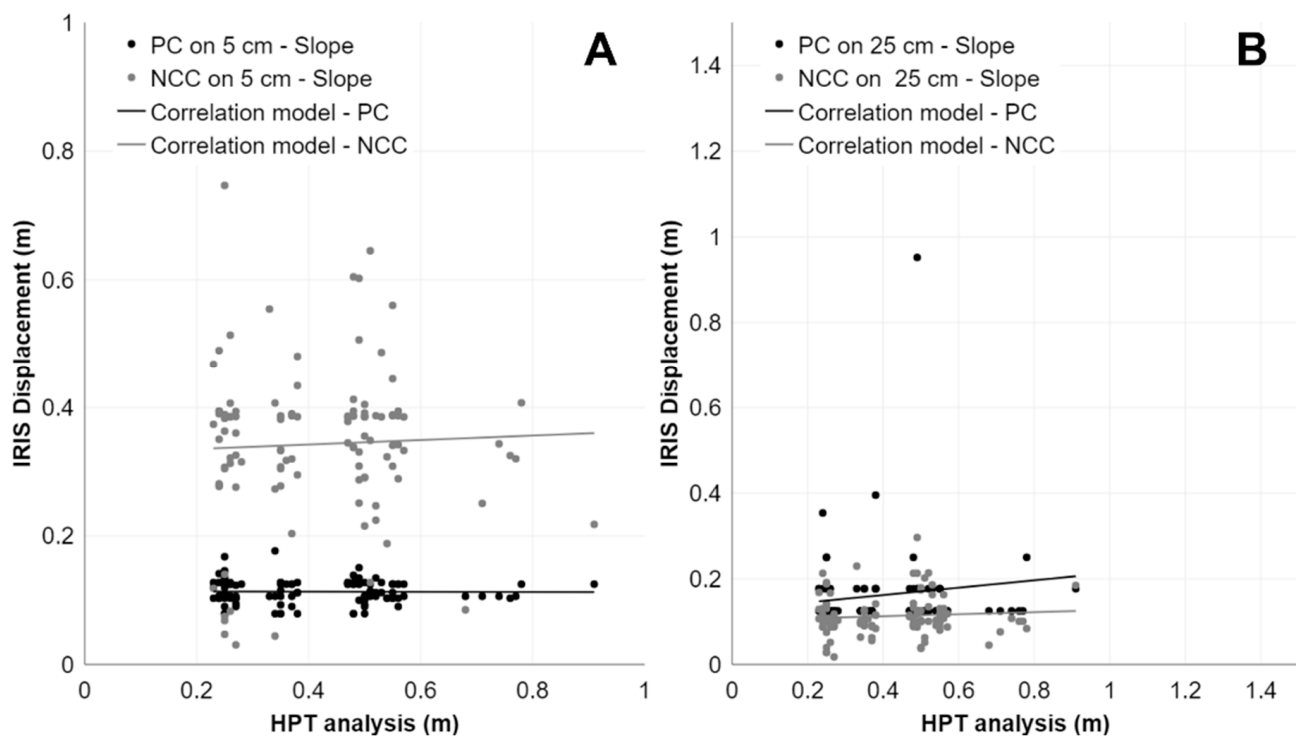 A
PC on 5 cm - Slope
NCC on 5 cm - Slope
Correlation model - PC
Correlation model - NCC
IRIS Displacement (m)
1
0.8
0.6
0.4
0.2
0
0 0.2 0.4 0.6 0.8 1
HPT analysis (m)
B
PC on 25 cm - Slope
NCC on 25 cm - Slope
Correlation model - PC
Correlation model - NCC
IRIS Displacement (m)
1.4
1.2
1
0.8
0.6
0.4
0.2
0
0 0.2 0.4 0.6 0.8 1 1.2 1.4
HPT analysis (m)